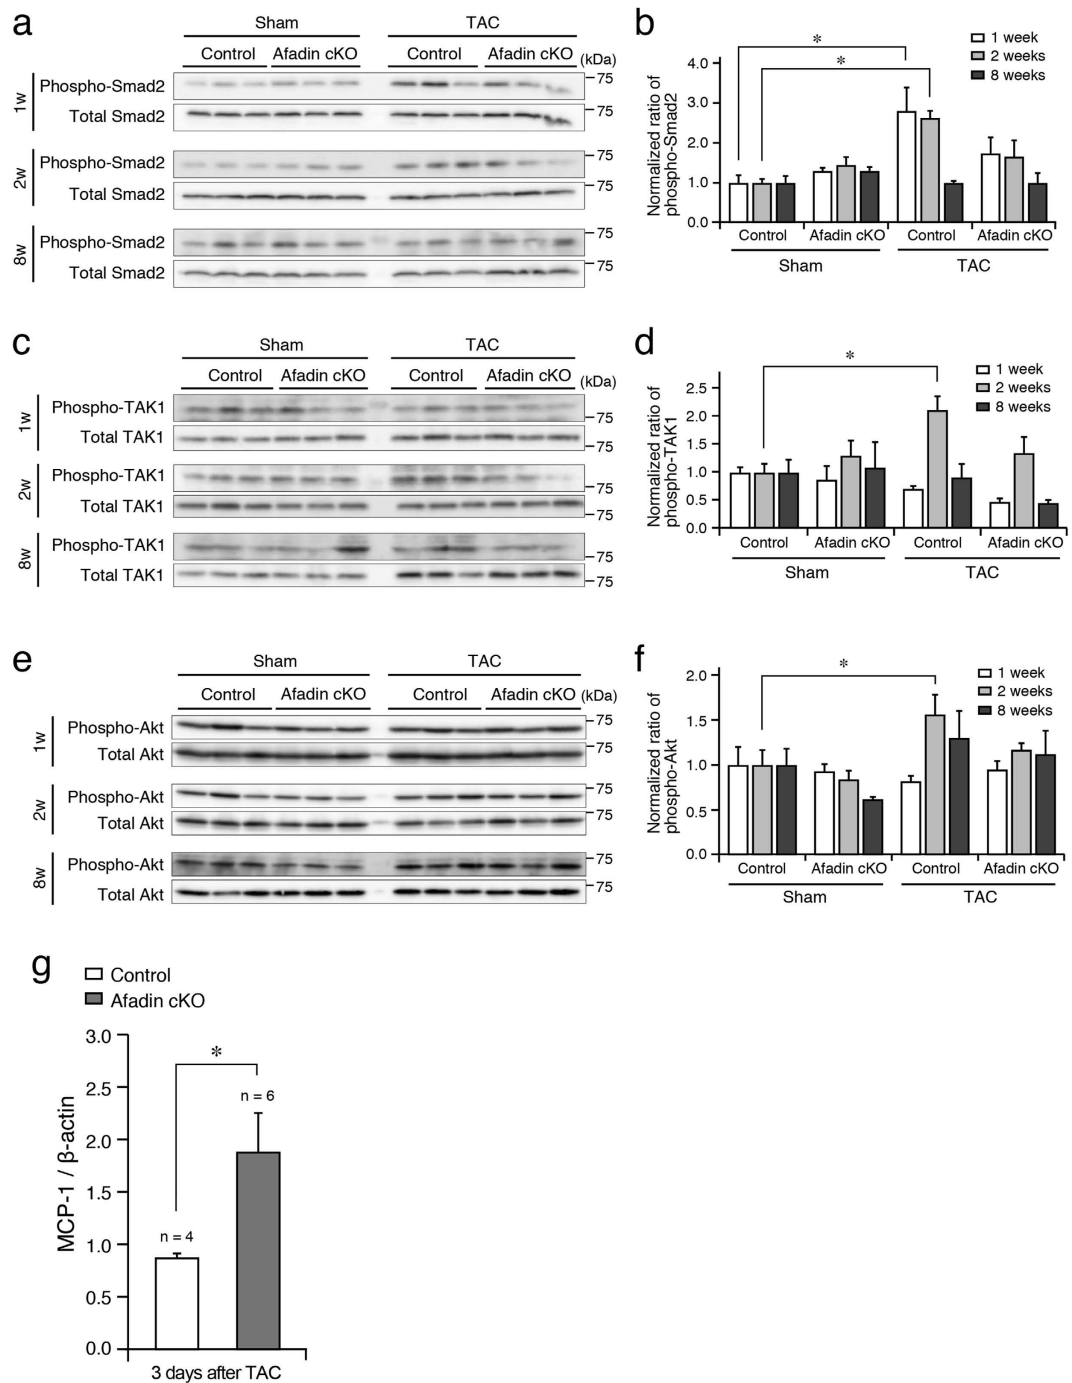 a
Sham TAC
Control Afadin cKO Control Afadin cKO (kDa)
1w
Phospho-Smad2 75
Total Smad2 75
2w
Phospho-Smad2 75
Total Smad2 75
8w
Phospho-Smad2 75
Total Smad2 75
b
1 week
2 weeks
8 weeks
*
*
Normalized ratio of
phospho-Smad2
4.0
3.0
2.0
1.0
0.0
Control Afadin cKO Control Afadin cKO
Sham TAC
c
Sham TAC
Control Afadin cKO Control Afadin cKO (kDa)
1w
Phospho-TAK1 75
Total TAK1 75
2w
Phospho-TAK1 75
Total TAK1 75
8w
Phospho-TAK1 75
Total TAK1 75
d
1 week
2 weeks
8 weeks
*
Normalized ratio of
phospho-TAK1
2.5
2.0
1.5
1.0
0.5
0.0
Control Afadin cKO Control Afadin cKO
Sham TAC
e
Sham TAC
Control Afadin cKO Control Afadin cKO (kDa)
1w
Phospho-Akt 75
Total Akt 75
2w
Phospho-Akt 75
Total Akt 75
8w
Phospho-Akt 75
Total Akt 75
f
1 week
2 weeks
8 weeks
*
Normalized ratio of
phospho-Akt
2.0
1.5
1.0
0.5
0.0
Control Afadin cKO Control Afadin cKO
Sham TAC
g
Control
Afadin cKO
MCP-1 / β-actin
3.0
2.5
2.0
1.5
1.0
0.5
0.0
*
n = 6
n = 4
3 days after TAC